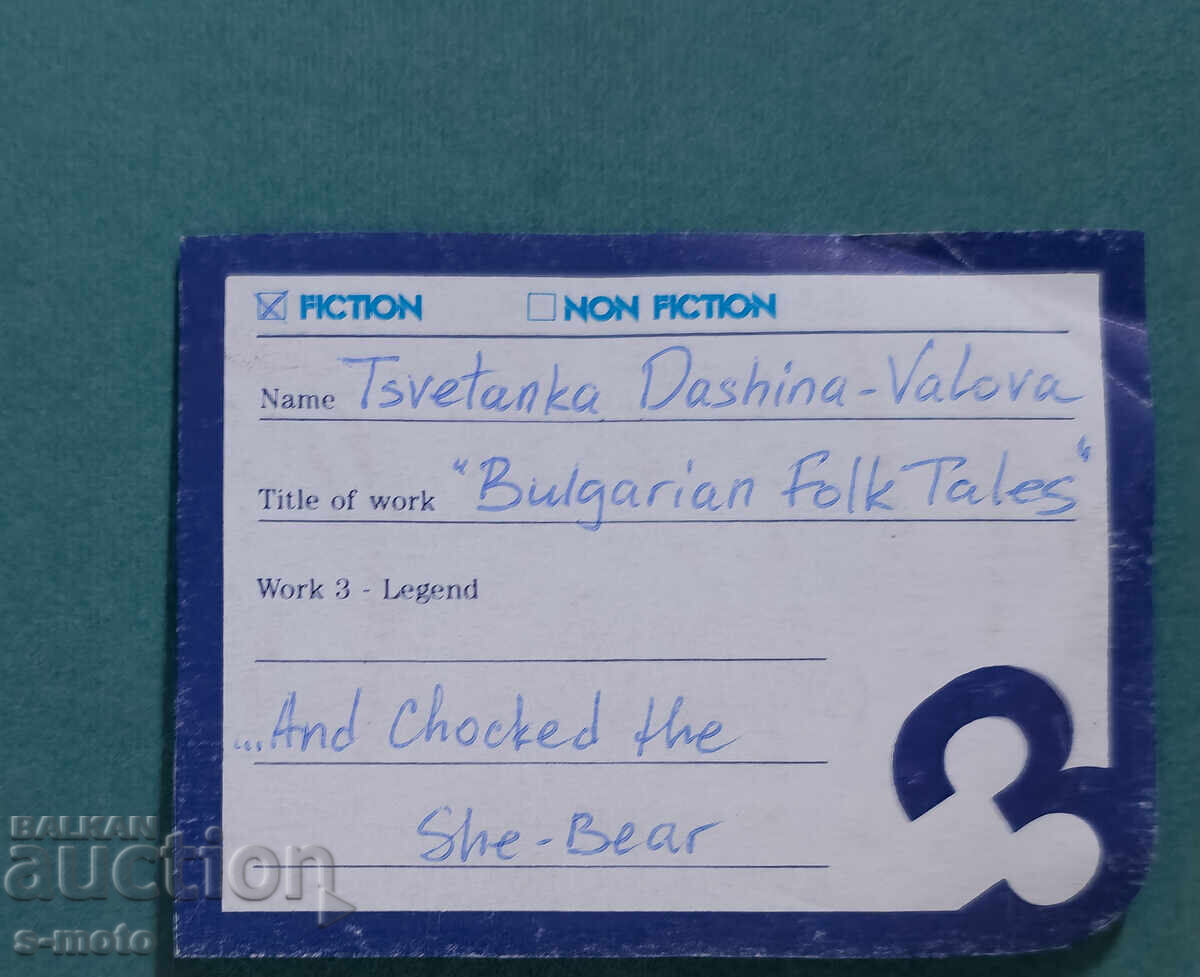 ☒ FICTION ☐ NON FICTION
Name Tsvetanka Dashina-Valova
Title of work "Bulgarian Folk Tales"
Work 3 - Legend
...And Chocked the
She-Bear
BALKAN
auction
s-moto